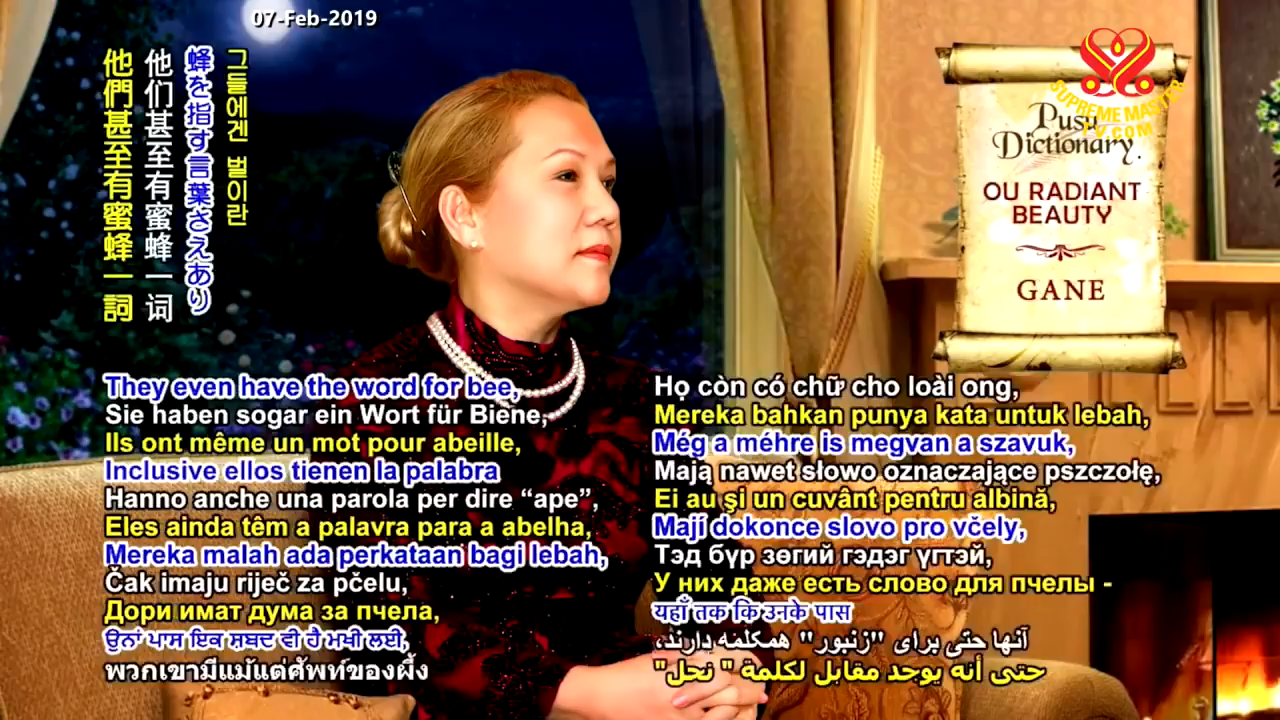 07-Feb-2019
그들에겐 벌이란
蜂を指す言葉さえあり
他们甚至有蜜蜂一词
他們甚至有蜜蜂一詞
SUPREME MASTER
TV.COM
Pusu
Dictionary.
OU RADIANT
BEAUTY
GANE
They even have the word for bee,
Sie haben sogar ein Wort für Biene,
Ils ont même un mot pour abeille,
Inclusive ellos tienen la palabra
Hanno anche una parola per dire “ape”,
Eles ainda têm a palavra para a abelha,
Mereka malah ada perkataan bagi lebah,
Čak imaju riječ za pčelu,
Дори имат дума за пчела,
ਉਨਾਂ ਪਾਸ ਇਕ ਸ਼ਬਦ ਵੀ ਹੈ ਮਖੀ ਲਈ,
พวกเขามีแม้แต่ศัพท์ของผึ้ง
Họ còn có chữ cho loài ong,
Mereka bahkan punya kata untuk lebah,
Még a méhre is megvan a szavuk,
Mają nawet słowo oznaczające pszczołę,
Ei au şi un cuvânt pentru albină,
Mají dokonce slovo pro včely,
Тэд бүр зөгий гэдэг үгтэй,
У них даже есть слово для пчелы -
यहाँ तक कि उनके पास
آنها حتی برای "زنبور" همکلمه دارند،
حتى أنه يوجد مقابل لكلمة " نحل"